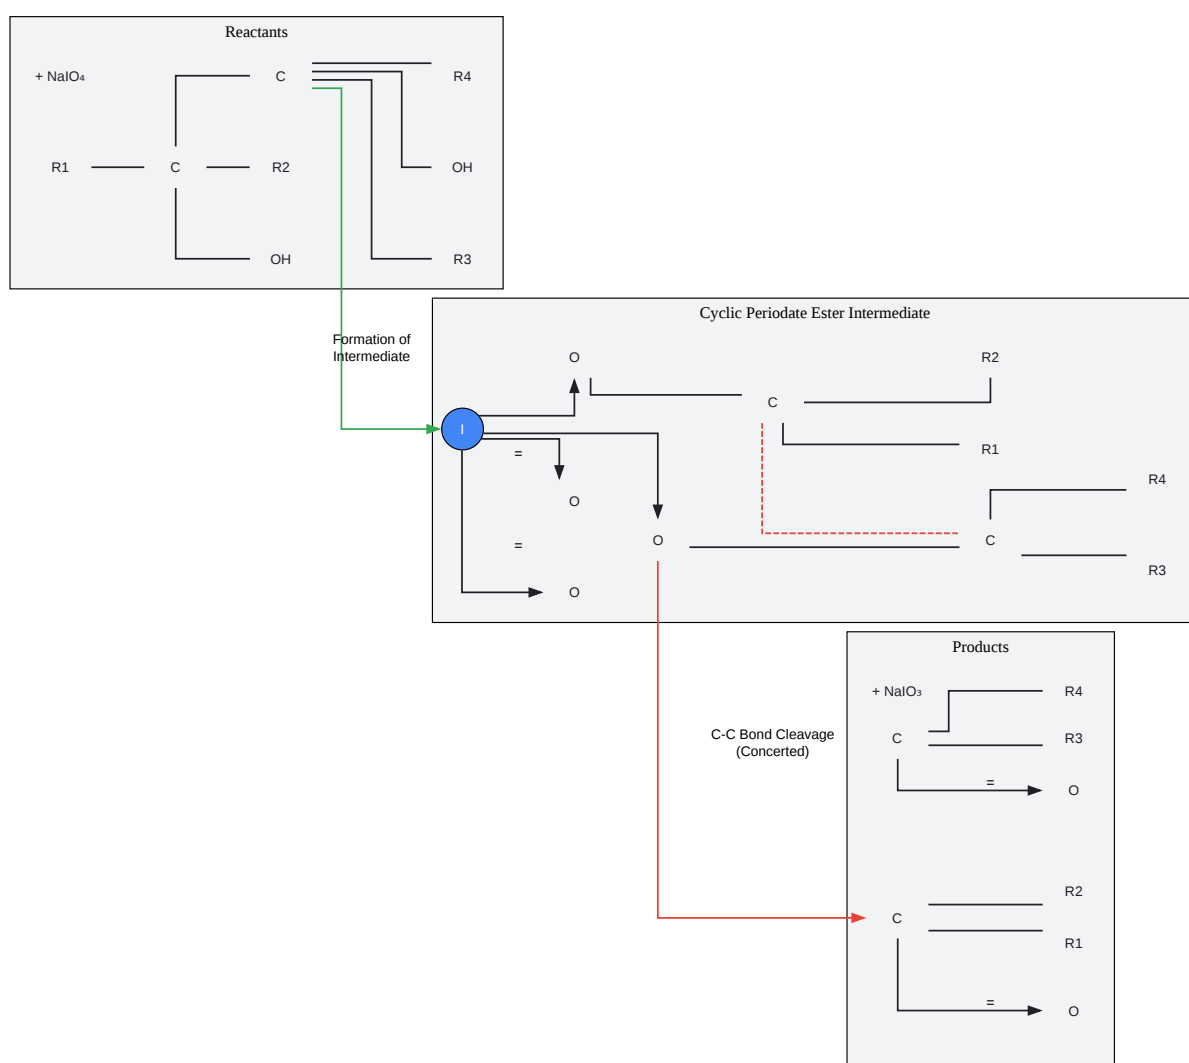 Reactants
+ NaIO₄
C
R4
R1
C
R2
OH
OH
R3
Formation of
Intermediate
Cyclic Periodate Ester Intermediate
O
R2
C
I
=
R1
R4
O
=
O
C
R3
O
Products
+ NaIO₃
R4
C-C Bond Cleavage
(Concerted)
C
R3
=
O
R2
C
R1
=
O